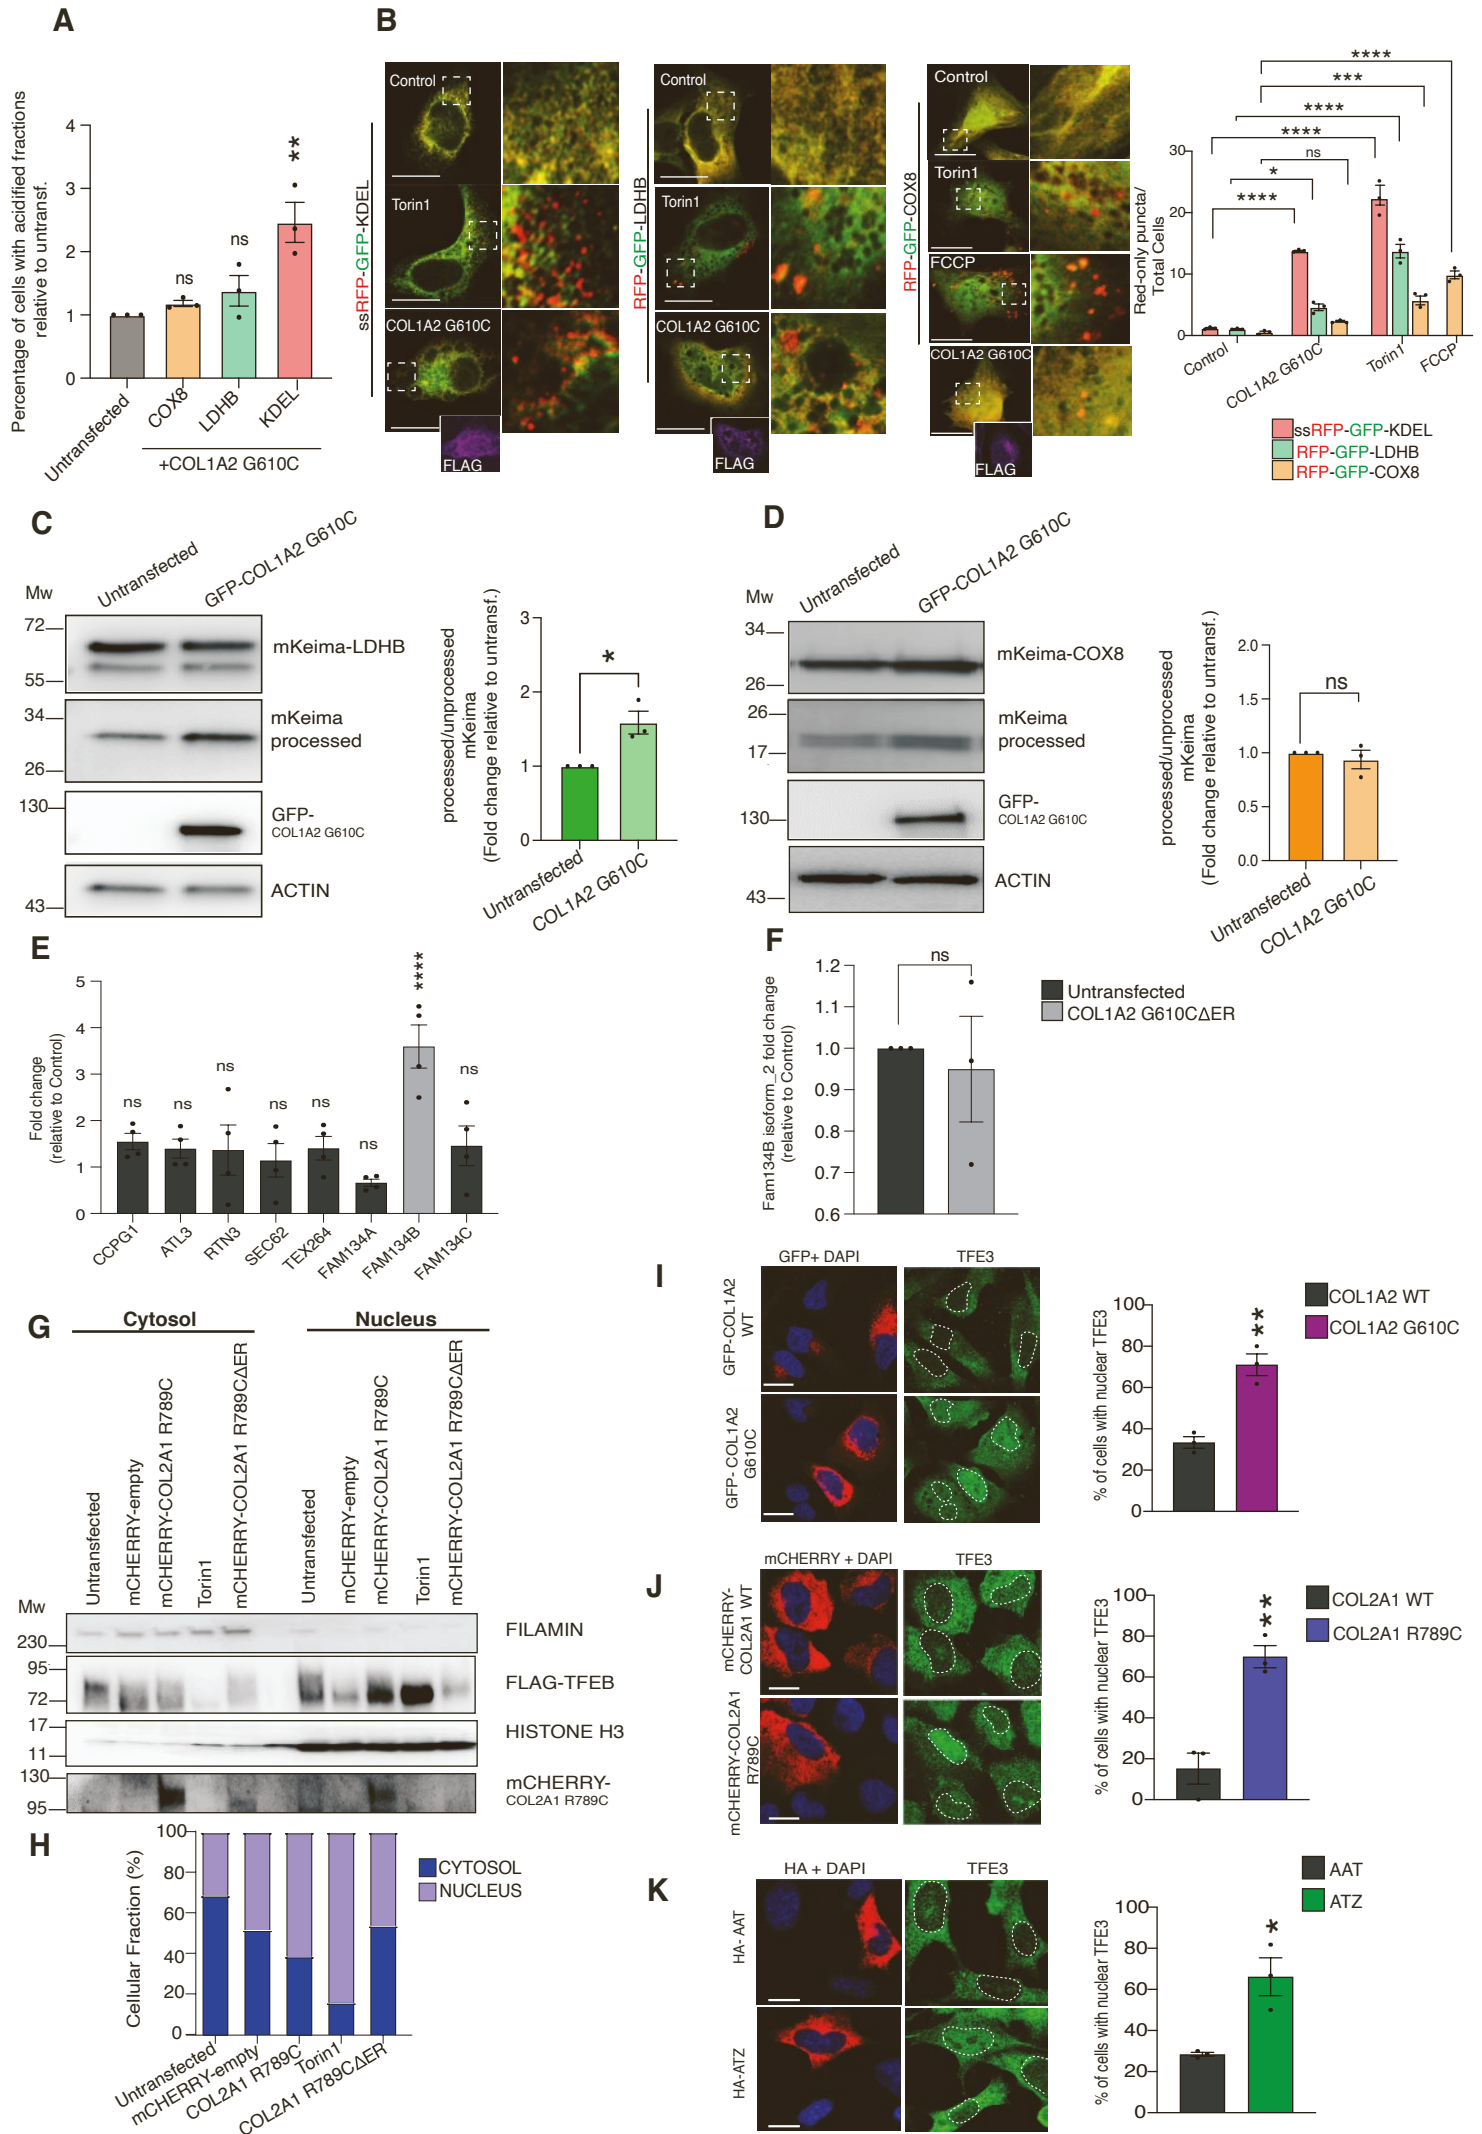 A
Percentage of cells with acidified fractions
relative to untransf.
4
3
2
1
0
ns
ns
**
Untransfected
COX8
LDHB
KDEL
+COL1A2 G610C
B
ssRFP-GFP-KDEL
Control
Torin1
COL1A2 G610C
FLAG
RFP-GFP-LDHB
Control
Torin1
COL1A2 G610C
FLAG
RFP-GFP-COX8
Control
Torin1
FCCP
COL1A2 G610C
FLAG
Red-only puncta/
Total Cells
30
20
10
0
****
***
****
****
ns
*
****
Control
COL1A2 G610C
Torin1
FCCP
ssRFP-GFP-KDEL
RFP-GFP-LDHB
RFP-GFP-COX8
C
Mw
Untransfected
GFP-COL1A2 G610C
72
55
mKeima-LDHB
34
26
mKeima
processed
130
GFP-
COL1A2 G610C
43
ACTIN
processed/unprocessed
mKeima
(Fold change relative to untransf.)
3
2
1
0
*
Untransfected
COL1A2 G610C
D
Mw
Untransfected
GFP-COL1A2 G610C
34
26
mKeima-COX8
26
17
mKeima
processed
130
GFP-
COL1A2 G610C
43
ACTIN
processed/unprocessed
mKeima
(Fold change relative to untransf.)
2.0
1.5
1.0
0.5
0.0
ns
Untransfected
COL1A2 G610C
E
Fold change
(relative to Control)
5
4
3
2
1
0
ns
ns
ns
ns
ns
ns
****
ns
CCPG1
ATL3
RTN3
SEC62
TEX264
FAM134A
FAM134B
FAM134C
F
Fam134B isoform_2 fold change
(relative to Control)
1.2
1.1
1.0
0.9
0.8
0.7
0.6
ns
Untransfected
COL1A2 G610CΔER
G
Cytosol
Nucleus
Untransfected
mCHERRY-empty
mCHERRY-COL2A1 R789C
Torin1
mCHERRY-COL2A1 R789CΔER
Untransfected
mCHERRY-empty
mCHERRY-COL2A1 R789C
Torin1
mCHERRY-COL2A1 R789CΔER
Mw
230
FILAMIN
95
72
FLAG-TFEB
17
11
HISTONE H3
130
95
mCHERRY-
COL2A1 R789C
H
Cellular Fraction (%)
100
80
60
40
20
0
CYTOSOL
NUCLEUS
Untransfected
mCHERRY-empty
COL2A1 R789C
Torin1
COL2A1 R789CΔER
I
GFP+ DAPI
TFE3
GFP-COL1A2
WT
GFP- COL1A2
G610C
% of cells with nuclear TFE3
100
80
60
40
20
0
**
COL1A2 WT
COL1A2 G610C
J
mCHERRY + DAPI
TFE3
mCHERRY-
COL2A1 WT
mCHERRY-COL2A1
R789C
% of cells with nuclear TFE3
100
80
60
40
20
0
**
COL2A1 WT
COL2A1 R789C
K
HA + DAPI
TFE3
HA- AAT
HA-ATZ
% of cells with nuclear TFE3
100
80
60
40
20
0
*
AAT
ATZ